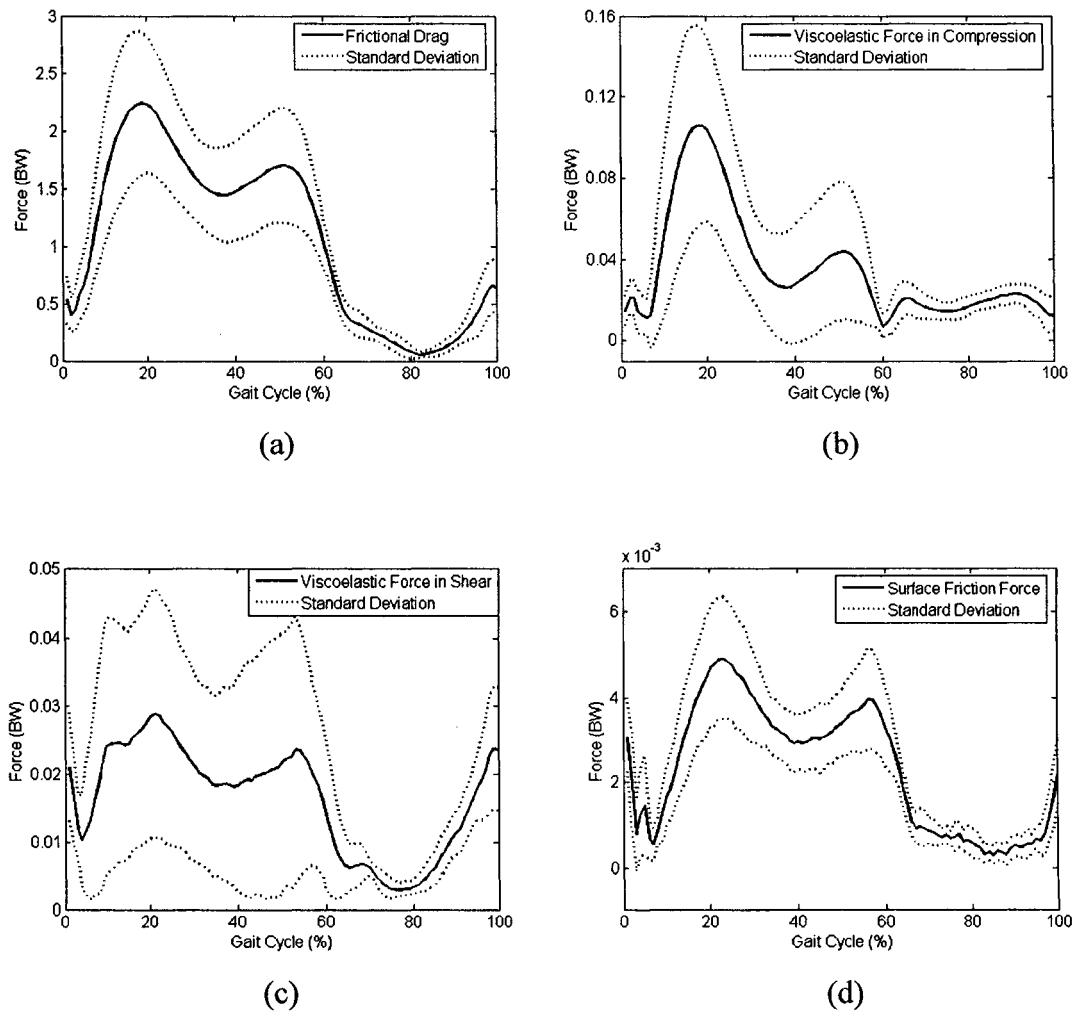 3
2.5
2
1.5
1
0.5
0
Force (BW)
Frictional Drag
Standard Deviation
0 20 40 60 80 100
Gait Cycle (%)
(a)
0.16
0.12
0.08
0.04
0
Force (BW)
Viscoelastic Force in Compression
Standard Deviation
0 20 40 60 80 100
Gait Cycle (%)
(b)
0.05
0.04
0.03
0.02
0.01
0
Force (BW)
Viscoelastic Force in Shear
Standard Deviation
0 20 40 60 80 100
Gait Cycle (%)
(c)
x 10⁻³
6
4
2
0
Force (BW)
Surface Friction Force
Standard Deviation
0 20 40 60 80 100
Gait Cycle (%)
(d)